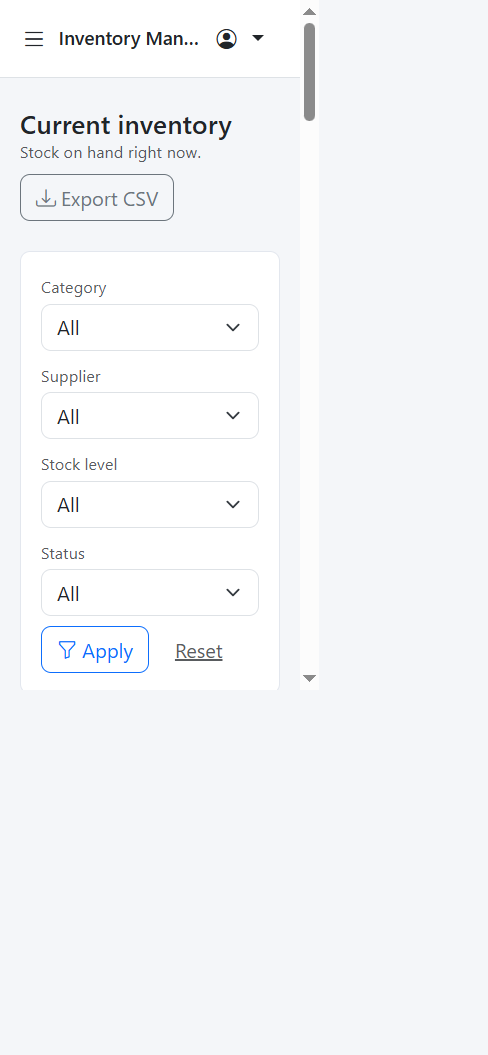 Inventory Man...
Current inventory
Stock on hand right now.
Export CSV
Category
All
Supplier
All
Stock level
All
Status
All
Apply Reset